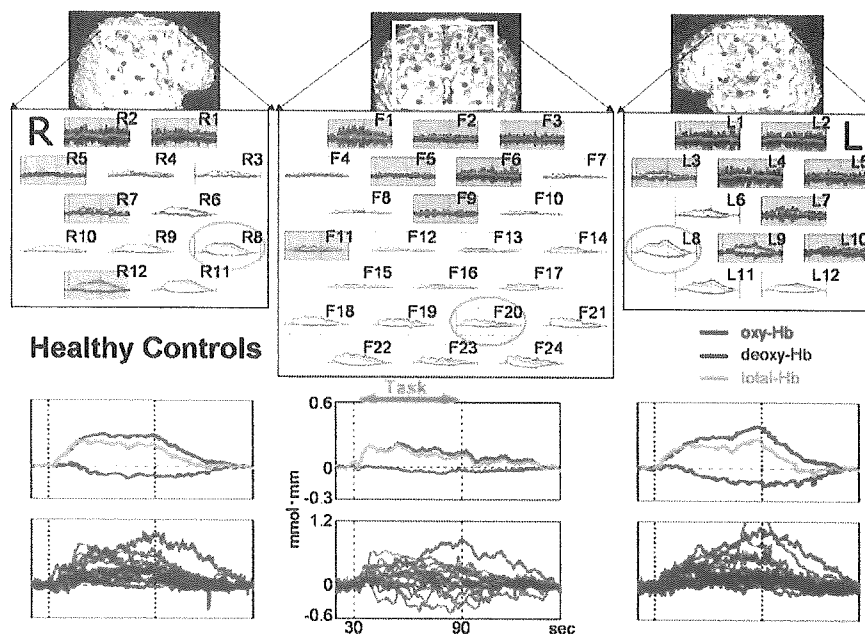 R
R2
R1
R5
R4
R3
R7
R6
R10
R9
R8
R12
R11
F1
F2
F3
F4
F5
F6
F7
F8
F9
F10
F11
F12
F13
F14
F15
F16
F17
F18
F19
F20
F21
F22
F23
F24
L1
L2
L
L3
L4
L5
L6
L7
L8
L9
L10
L11
L12
Healthy Controls
oxy-Hb
deoxy-Hb
total-Hb
Task
0.6
0
-0.3
mmol·mm
1.2
0
-0.6
mmol·mm
30
90
sec